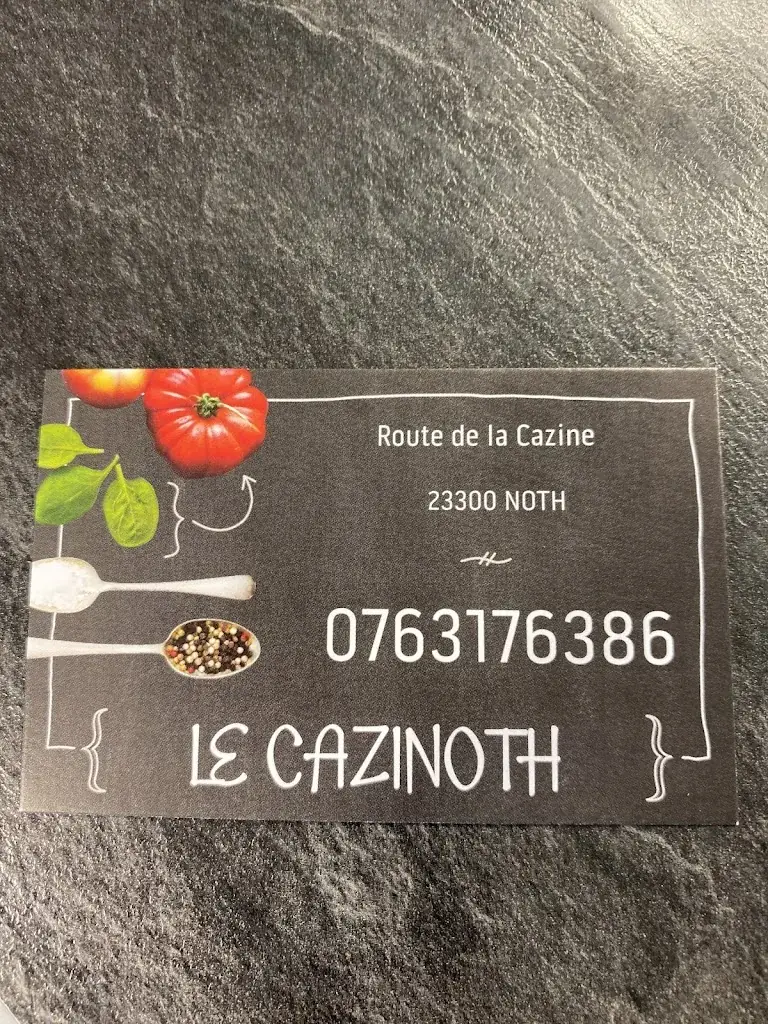 Route de la Cazine
23300 NOTH
0763176386
LE CAZINOTH